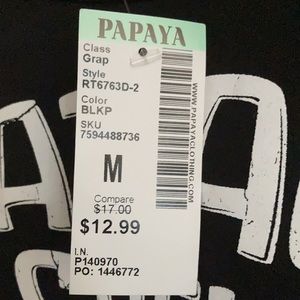 PAPAYA
Class
Grap
Style
RT6763D-2
Color
BLKP
SKU
7594488736
M
Compare
$17.00
$12.99
I.N.
P140970
PO: 1446772
WWW.PAPAYACLOTHING.COM